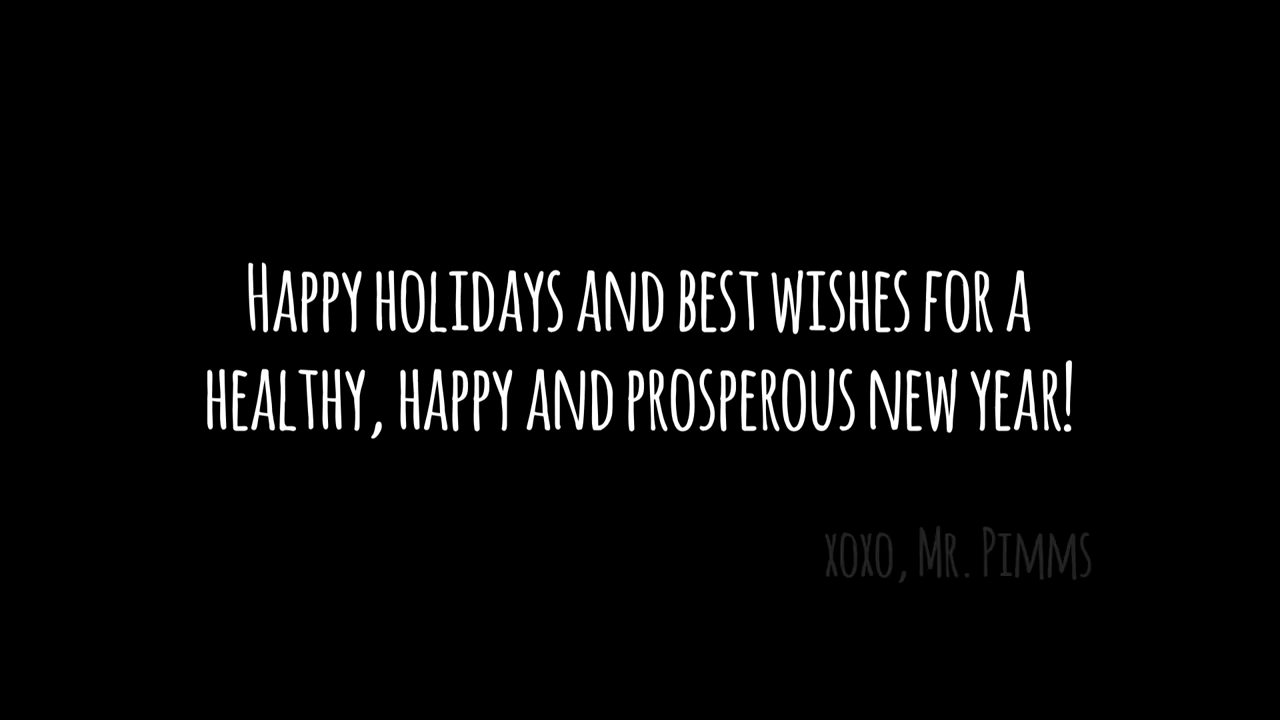 Happy holidays and best wishes for a
healthy, happy and prosperous new year!
xoxo, Mr. Pimms